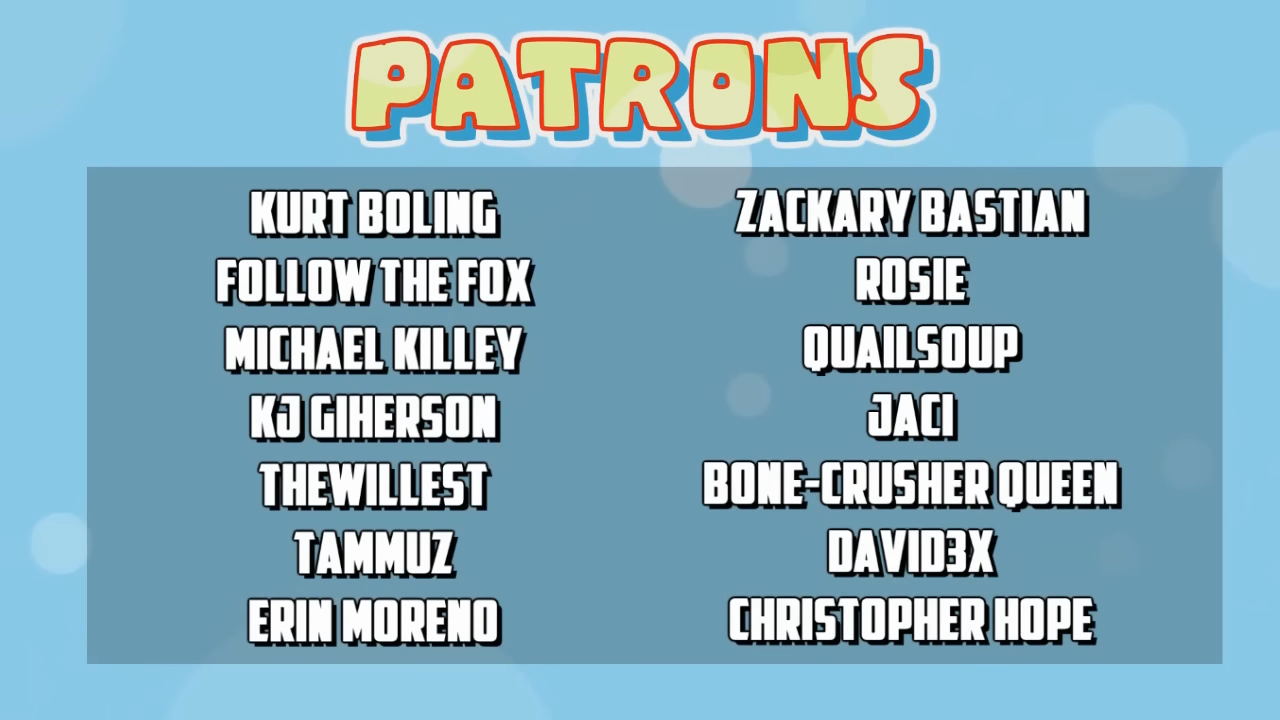 PATRONS
KURT BOLING
FOLLOW THE FOX
MICHAEL KILLEY
KJ GIHERSON
THEWILLEST
TAMMUZ
ERIN MORENO
ZACKARY BASTIAN
ROSIE
QUAILSOUP
JACI
BONE-CRUSHER QUEEN
DAVID3X
CHRISTOPHER HOPE